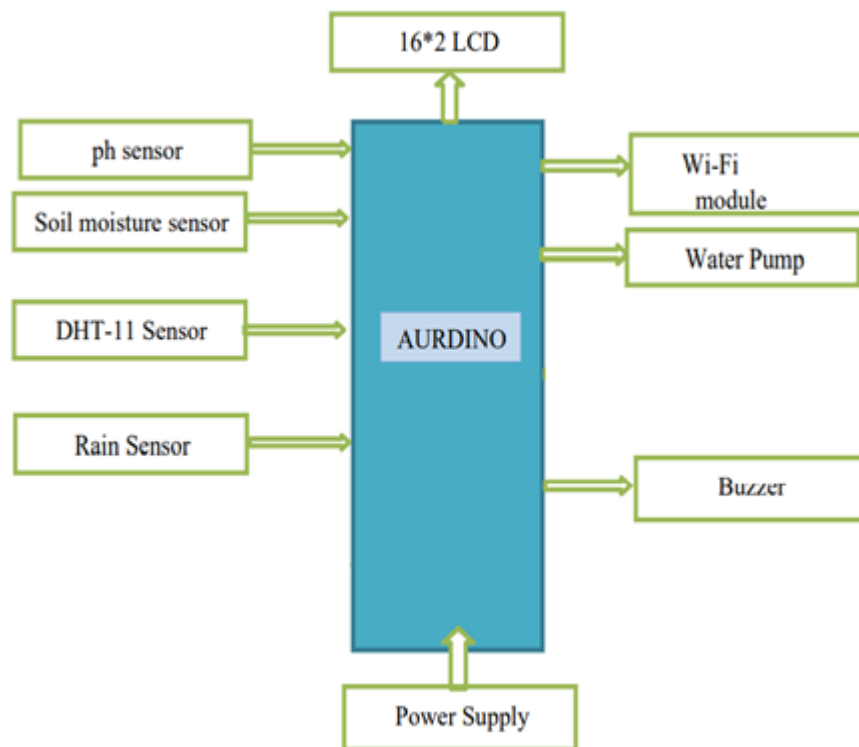 16*2 LCD
ph sensor
Wi-Fi
module
Soil moisture sensor
Water Pump
DHT-11 Sensor
AURDINO
Rain Sensor
Buzzer
Power Supply